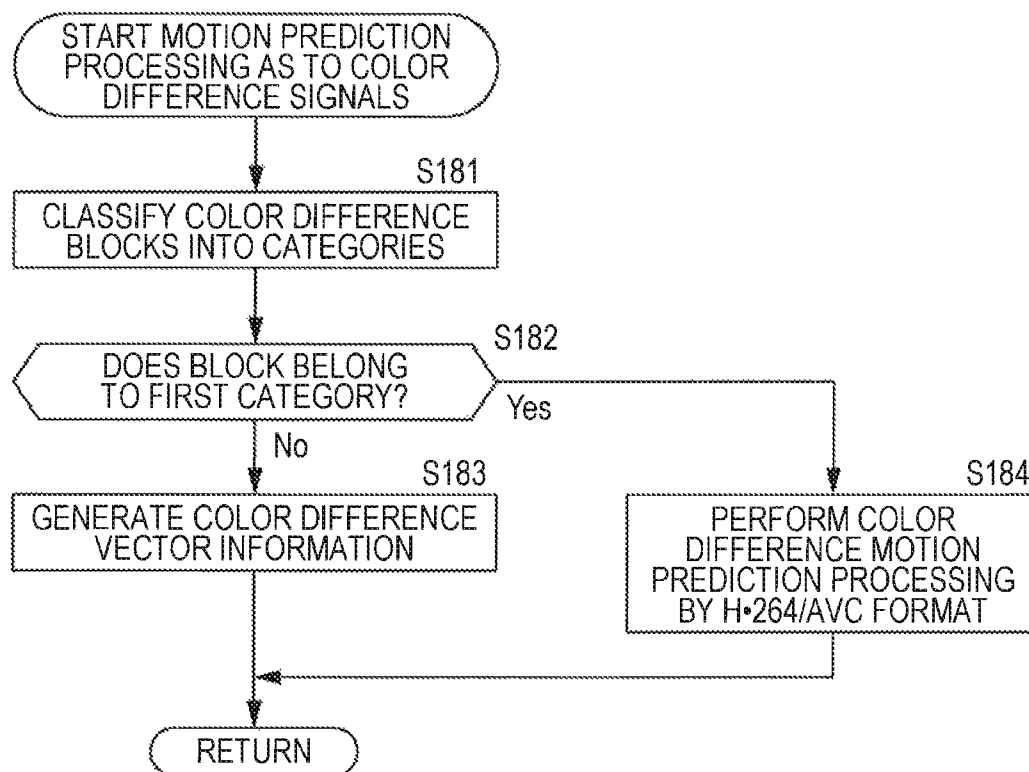 START MOTION PREDICTION
PROCESSING AS TO COLOR
DIFFERENCE SIGNALS
S181
CLASSIFY COLOR DIFFERENCE
BLOCKS INTO CATEGORIES
S182
DOES BLOCK BELONG
TO FIRST CATEGORY?
Yes
No
S183
GENERATE COLOR DIFFERENCE
VECTOR INFORMATION
S184
PERFORM COLOR
DIFFERENCE MOTION
PREDICTION PROCESSING
BY H•264/AVC FORMAT
RETURN